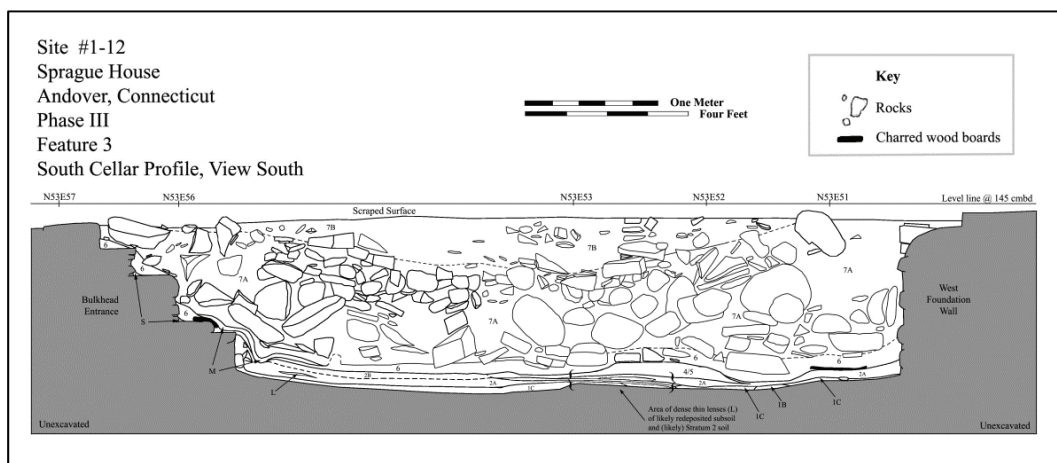 Site #1-12
Sprague House
Andover, Connecticut
Phase III
Feature 3
South Cellar Profile, View South
One Meter
Four Feet
Key
Rocks
Charred wood boards
N53E57
N53E56
N53E53
N53E52
N53E51
Level line @ 145 cmbd
Scraped Surface
7B
7B
6
6
7A
7A
7A
Bulkhead
Entrance
S
6
M
L
6
2B
2A
1C
6
4/5
2A
6
2A
1C
1B
1C
West
Foundation
Wall
Area of dense thin lenses (L)
of likely redeposited subsoil
and (likely) Stratum 2 soil
Unexcavated
Unexcavated